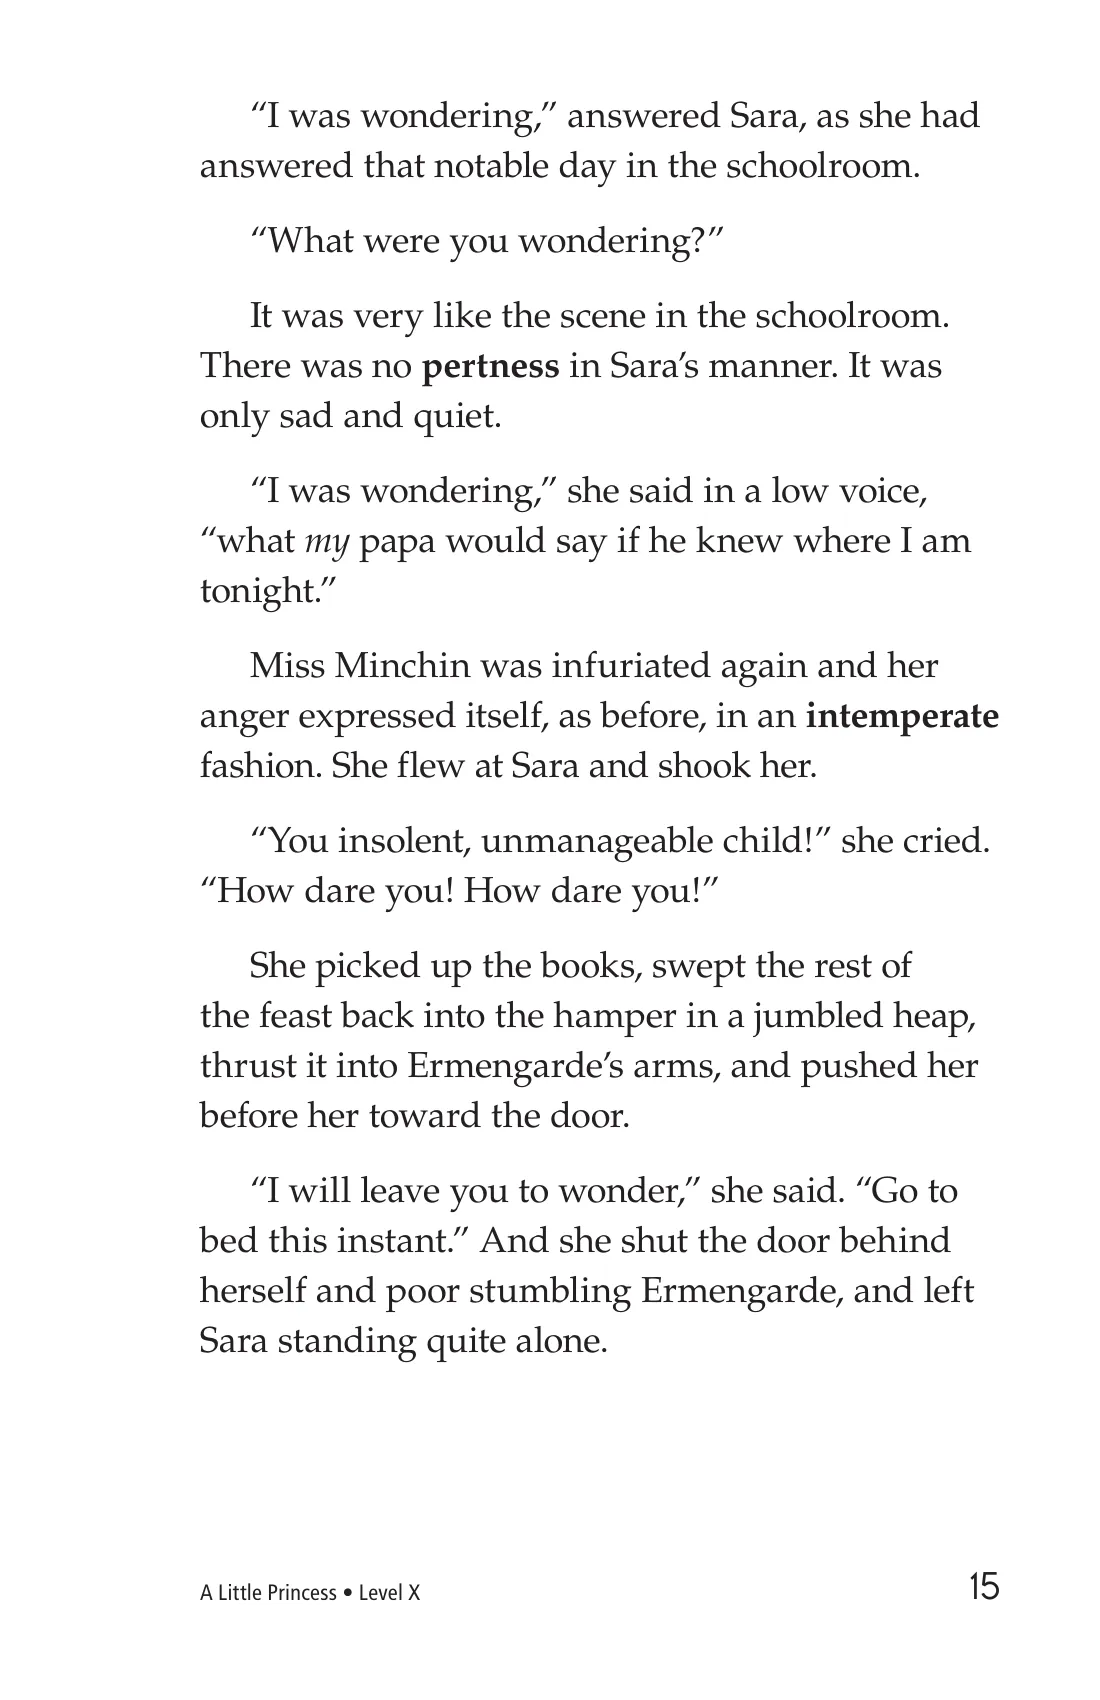 “I was wondering,” answered Sara, as she had
answered that notable day in the schoolroom.
“What were you wondering?”
It was very like the scene in the schoolroom.
There was no pertness in Sara’s manner. It was
only sad and quiet.
“I was wondering,” she said in a low voice,
“what my papa would say if he knew where I am
tonight.”
Miss Minchin was infuriated again and her
anger expressed itself, as before, in an intemperate
fashion. She flew at Sara and shook her.
“You insolent, unmanageable child!” she cried.
“How dare you! How dare you!”
She picked up the books, swept the rest of
the feast back into the hamper in a jumbled heap,
thrust it into Ermengarde’s arms, and pushed her
before her toward the door.
“I will leave you to wonder,” she said. “Go to
bed this instant.” And she shut the door behind
herself and poor stumbling Ermengarde, and left
Sara standing quite alone.
A Little Princess • Level X
15